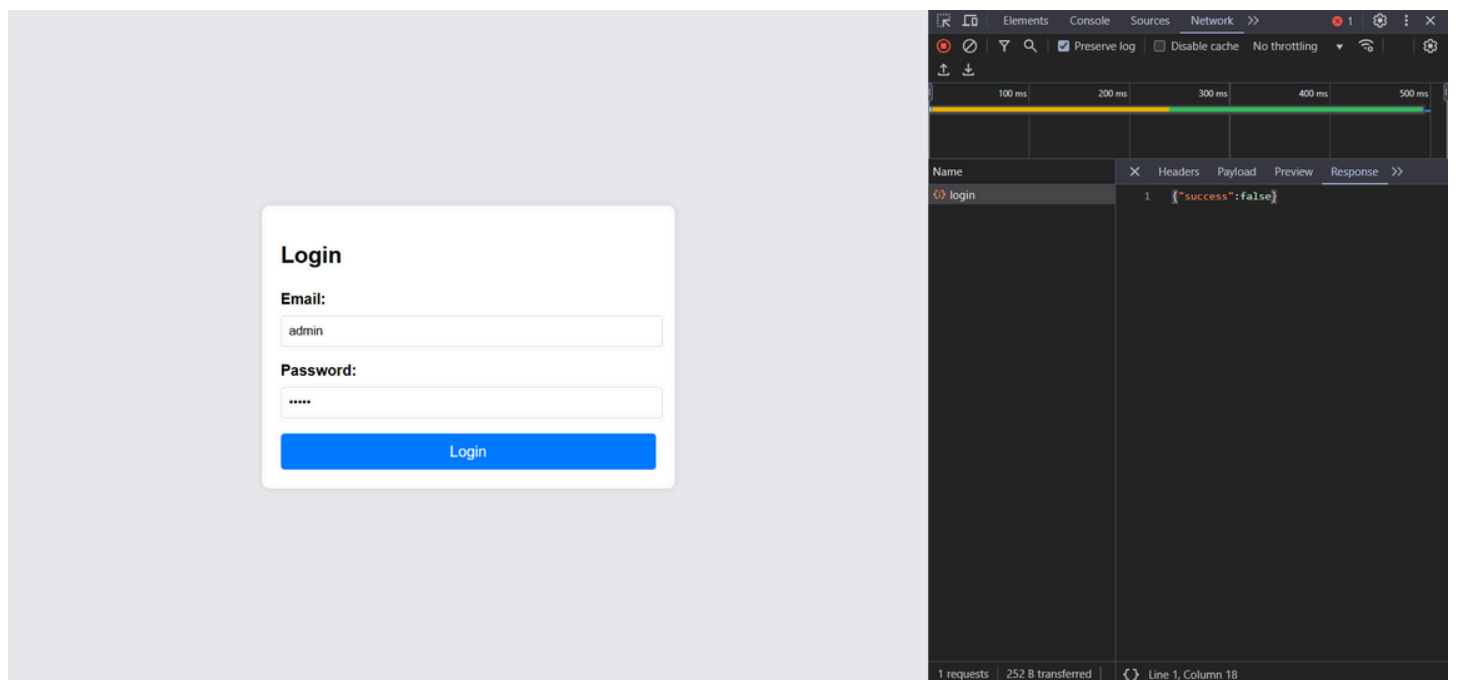 Login
Email:
admin
Password:
•••••
Login
Elements Console Sources Network 1
Preserve log Disable cache No throttling
100 ms 200 ms 300 ms 400 ms 500 ms
Name Headers Payload Preview Response
login 1 {"success":false}
1 requests 252 B transferred {} Line 1, Column 18